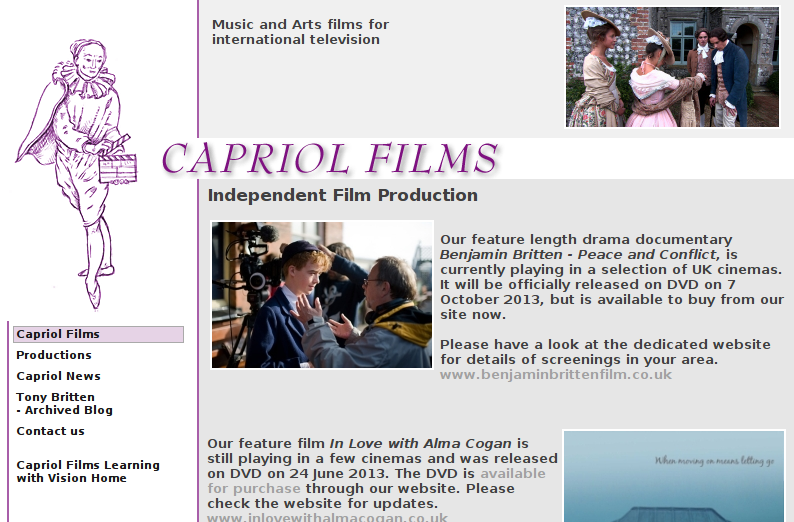 Music and Arts films for
international television
CAPRIOL FILMS
Independent Film Production
Our feature length drama documentary
Benjamin Britten - Peace and Conflict, is
currently playing in a selection of UK cinemas.
It will be officially released on DVD on 7
October 2013, but is available to buy from our
site now.
Please have a look at the dedicated website
for details of screenings in your area.
www.benjaminbrittenfilm.co.uk
Capriol Films
Productions
Capriol News
Tony Britten
- Archived Blog
Contact us
Capriol Films Learning
with Vision Home
Our feature film In Love with Alma Cogan is
still playing in a few cinemas and was released
on DVD on 24 June 2013. The DVD is available
for purchase through our website. Please
check the website for updates.
www.inlovewithalmacogan.co.uk
When moving on means letting go